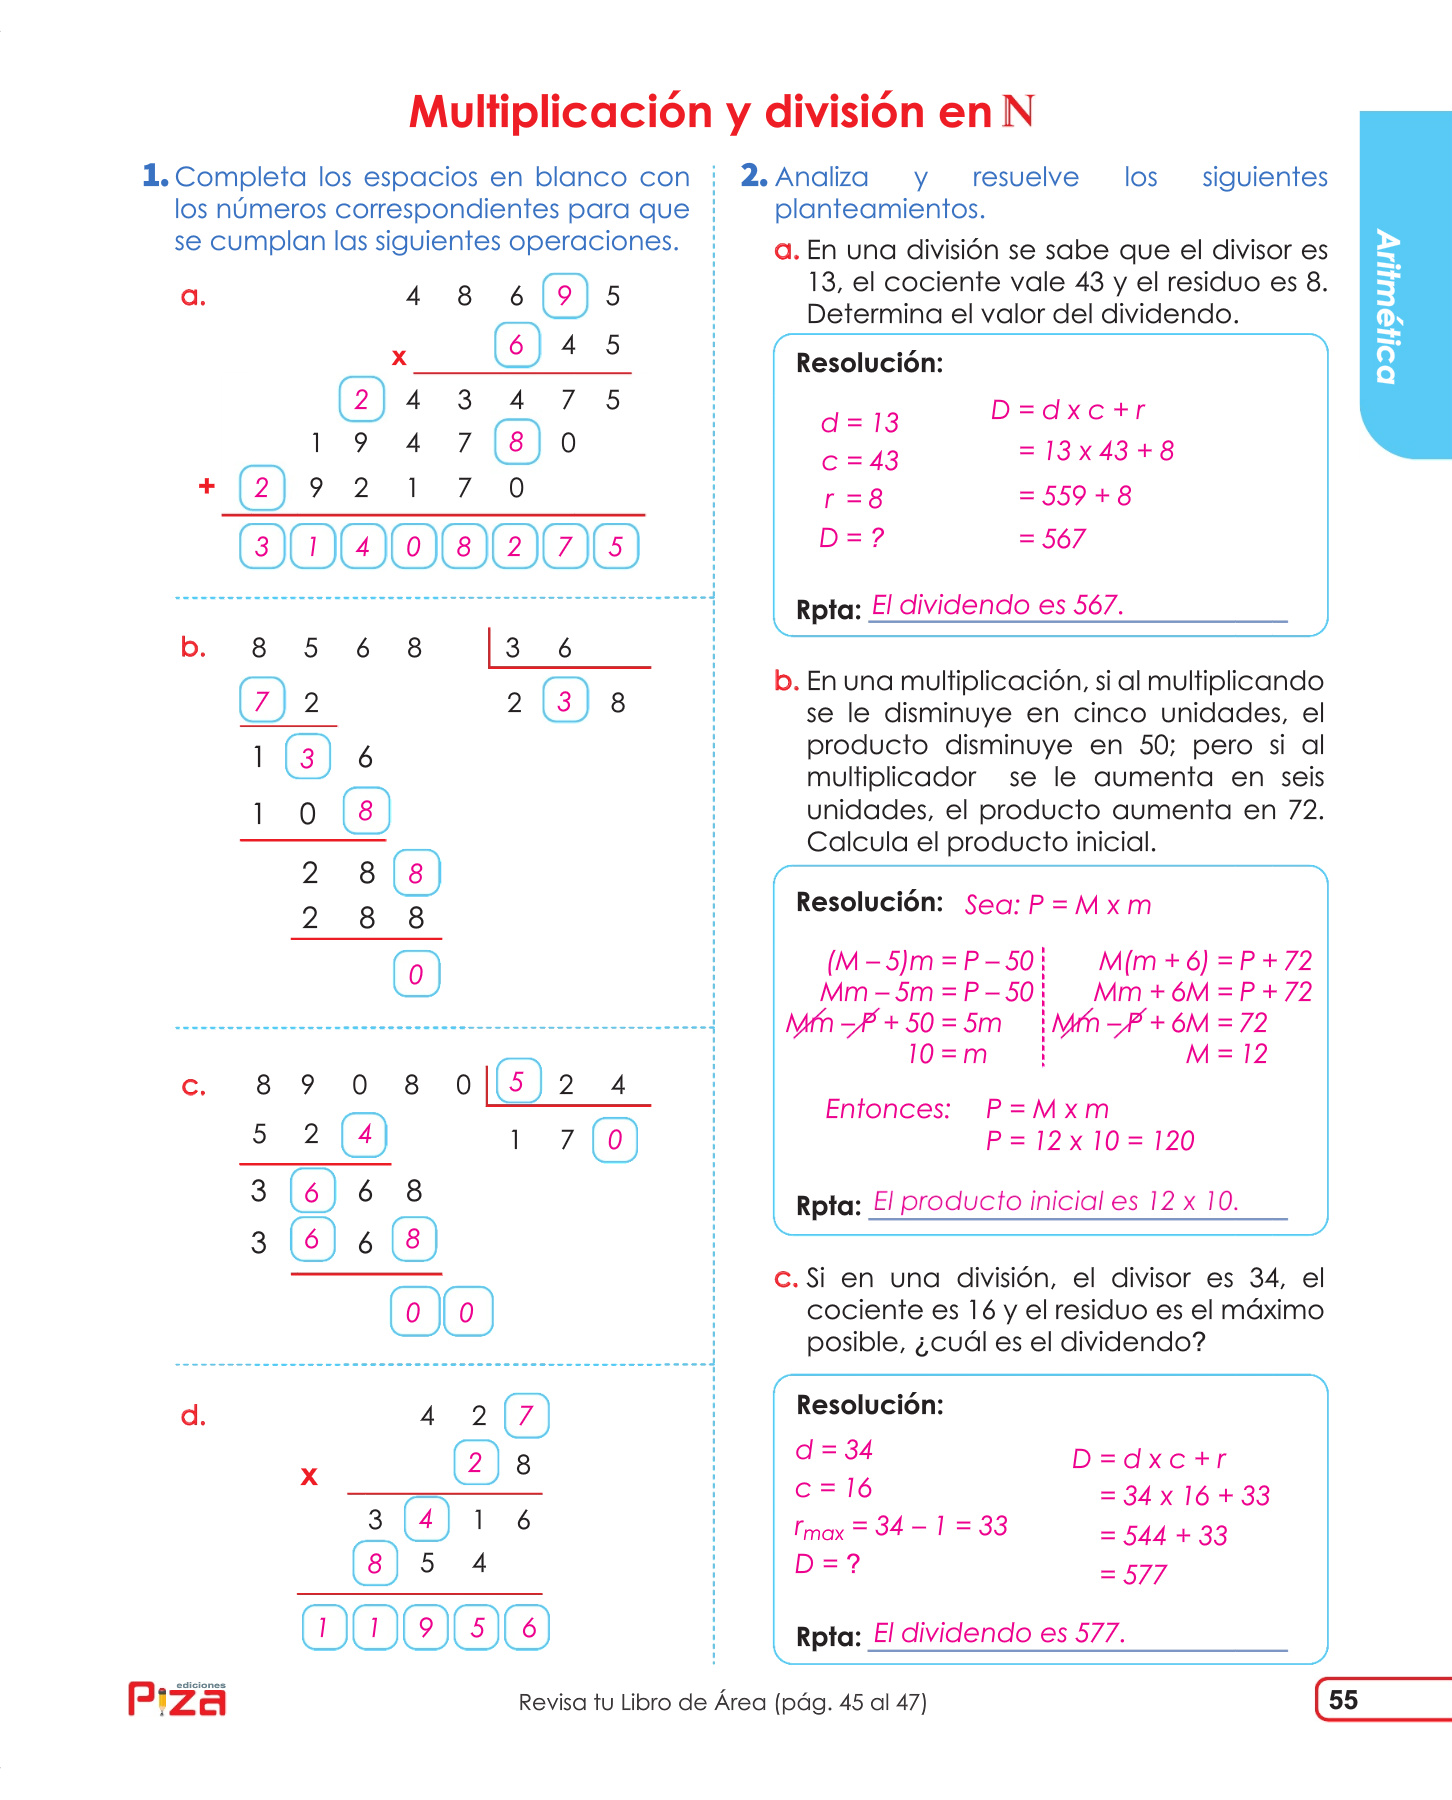 Multiplicación y división en N
1. Completa los espacios en blanco con
los números correspondientes para que
se cumplan las siguientes operaciones.
a. 4 8 6 9 5
x 6 4 5
2 4 3 4 7 5
1 9 4 7 8 0
+ 2 9 2 1 7 0
3 1 4 0 8 2 7 5
b. 8 5 6 8 3 6
7 2 2 3 8
1 3 6
1 0 8
2 8 8
2 8 8
0
c. 8 9 0 8 0 5 2 4
5 2 4 1 7 0
3 6 6 8
3 6 6 8
0 0
d. 4 2 7
x 2 8
3 4 1 6
8 5 4
1 1 9 5 6
2. Analiza y resuelve los siguientes
planteamientos.
a. En una división se sabe que el divisor es
13, el cociente vale 43 y el residuo es 8.
Determina el valor del dividendo.
Resolución:
d = 13
c = 43
r = 8
D = ?
D = d x c + r
= 13 x 43 + 8
= 559 + 8
= 567
Rpta: El dividendo es 567.
b. En una multiplicación, si al multiplicando
se le disminuye en cinco unidades, el
producto disminuye en 50; pero si al
multiplicador se le aumenta en seis
unidades, el producto aumenta en 72.
Calcula el producto inicial.
Resolución: Sea: P = M x m
(M – 5)m = P – 50
Mm – 5m = P – 50
Mm – P + 50 = 5m
10 = m
M(m + 6) = P + 72
Mm + 6M = P + 72
Mm – P + 6M = 72
M = 12
Entonces: P = M x m
P = 12 x 10 = 120
Rpta: El producto inicial es 12 x 10.
c. Si en una división, el divisor es 34, el
cociente es 16 y el residuo es el máximo
posible, ¿cuál es el dividendo?
Resolución:
d = 34
c = 16
rmax = 34 – 1 = 33
D = ?
D = d x c + r
= 34 x 16 + 33
= 544 + 33
= 577
Rpta: El dividendo es 577.
Aritmética
ediciones
Piza
Revisa tu Libro de Área (pág. 45 al 47)
55